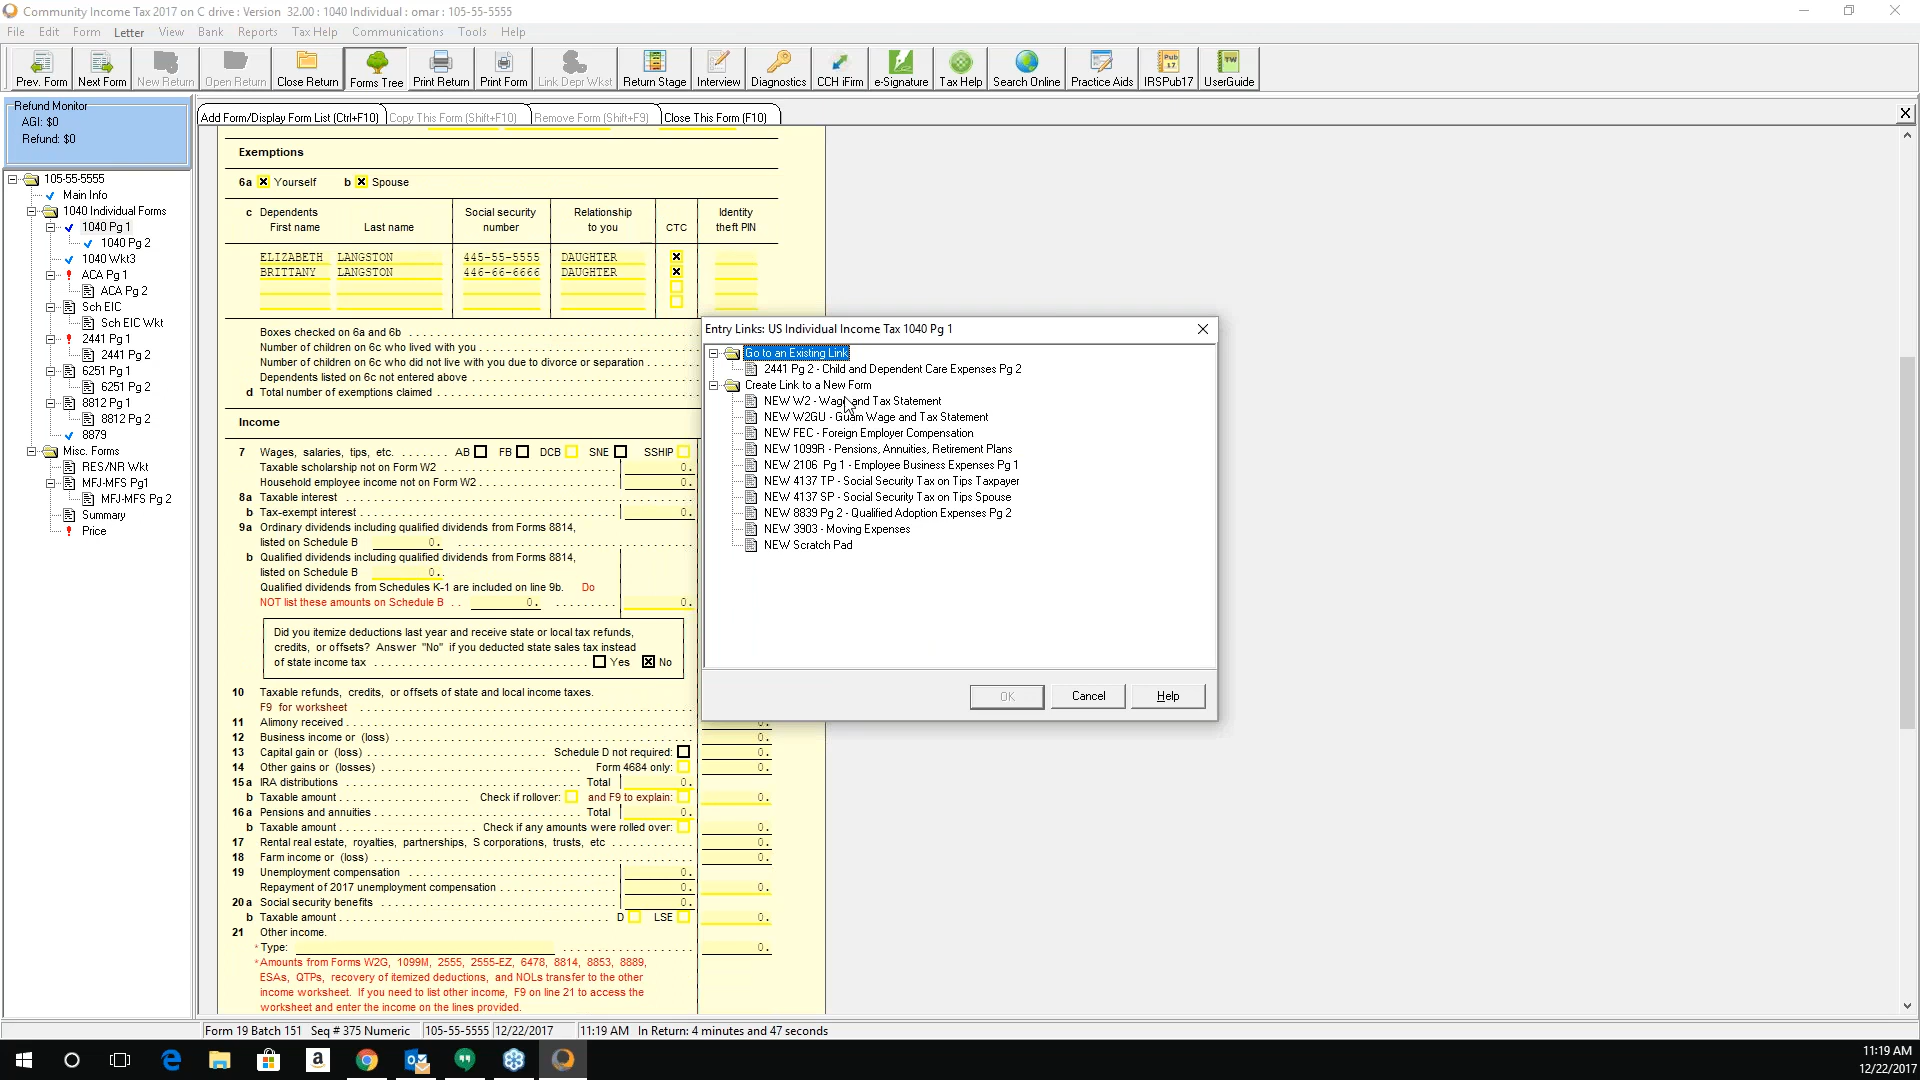 Community Income Tax 2017 on C drive : Version 32.00 : 1040 Individual : omar : 105-55-5555
File Edit Form Letter View Bank Reports Tax Help Communications Tools Help
Prev. Form Next Form New Return Open Return Close Return Forms Tree Print Return Print Form Link Depr Wkst Return Stage Interview Diagnostics CCH iFirm e-Signature Tax Help Search Online Practice Aids IRSPub17 UserGuide
Refund Monitor
AGI: $0
Refund: $0
Add Form/Display Form List (Ctrl+F10) Copy This Form (Shift+F10) Remove Form (Shift+F9) Close This Form (F10)
105-55-5555
Main Info
1040 Individual Forms
1040 Pg 1
1040 Pg 2
1040 Wkt3
ACA Pg 1
ACA Pg 2
Sch EIC
Sch EIC Wkt
2441 Pg 1
2441 Pg 2
6251 Pg 1
6251 Pg 2
8812 Pg 1
8812 Pg 2
8879
Misc. Forms
RES/NR Wkt
MFJ-MFS Pg1
MFJ-MFS Pg 2
Summary
Price
Exemptions
6a Yourself b Spouse
c Dependents Social security Relationship Identity
First name Last name number to you CTC theft PIN
ELIZABETH LANGSTON 445-55-5555 DAUGHTER
BRITTANY LANGSTON 446-66-6666 DAUGHTER
Boxes checked on 6a and 6b
Number of children on 6c who lived with you
Number of children on 6c who did not live with you due to divorce or separation
Dependents listed on 6c not entered above
d Total number of exemptions claimed
Income
7 Wages, salaries, tips, etc. AB FB DCB SNE SSHIP
Taxable scholarship not on Form W2 0.
Household employee income not on Form W2 0.
8a Taxable interest
b Tax-exempt interest 0.
9a Ordinary dividends including qualified dividends from Forms 8814,
listed on Schedule B 0.
b Qualified dividends including qualified dividends from Forms 8814,
listed on Schedule B 0.
Qualified dividends from Schedules K-1 are included on line 9b. Do
NOT list these amounts on Schedule B .. 0. 0.
Did you itemize deductions last year and receive state or local tax refunds,
credits, or offsets? Answer "No" if you deducted state sales tax instead
of state income tax Yes No
10 Taxable refunds, credits, or offsets of state and local income taxes.
F9 for worksheet
11 Alimony received 0.
12 Business income or (loss) 0.
13 Capital gain or (loss) Schedule D not required: 0.
14 Other gains or (losses) Form 4684 only: 0.
15a IRA distributions Total 0.
b Taxable amount Check if rollover: and F9 to explain: 0.
16a Pensions and annuities Total 0.
b Taxable amount Check if any amounts were rolled over: 0.
17 Rental real estate, royalties, partnerships, S corporations, trusts, etc 0.
18 Farm income or (loss) 0.
19 Unemployment compensation 0.
Repayment of 2017 unemployment compensation 0. 0.
20a Social security benefits 0.
b Taxable amount D LSE 0.
21 Other income.
*Type: 0.
*Amounts from Forms W2G, 1099M, 2555, 2555-EZ, 6478, 8814, 8853, 8889,
ESAs, QTPs, recovery of itemized deductions, and NOLs transfer to the other
income worksheet. If you need to list other income, F9 on line 21 to access the
worksheet and enter the income on the lines provided.
Entry Links: US Individual Income Tax 1040 Pg 1
Go to an Existing Link
2441 Pg 2 - Child and Dependent Care Expenses Pg 2
Create Link to a New Form
NEW W2 - Wage and Tax Statement
NEW W2GU - Guam Wage and Tax Statement
NEW FEC - Foreign Employer Compensation
NEW 1099R - Pensions, Annuities, Retirement Plans
NEW 2106 Pg 1 - Employee Business Expenses Pg 1
NEW 4137 TP - Social Security Tax on Tips Taxpayer
NEW 4137 SP - Social Security Tax on Tips Spouse
NEW 8839 Pg 2 - Qualified Adoption Expenses Pg 2
NEW 3903 - Moving Expenses
NEW Scratch Pad
OK Cancel Help
Form 19 Batch 151 Seq # 375 Numeric 105-55-5555 12/22/2017 11:19 AM In Return: 4 minutes and 47 seconds
11:19 AM
12/22/2017